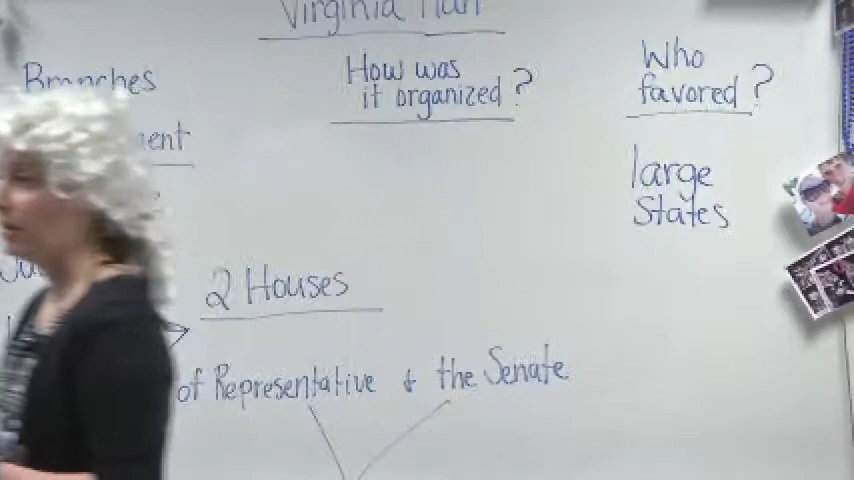 Virginia Plan
Branches
How was
it organized?
Who
favored?
large
States
2 Houses
of Representative & the Senate